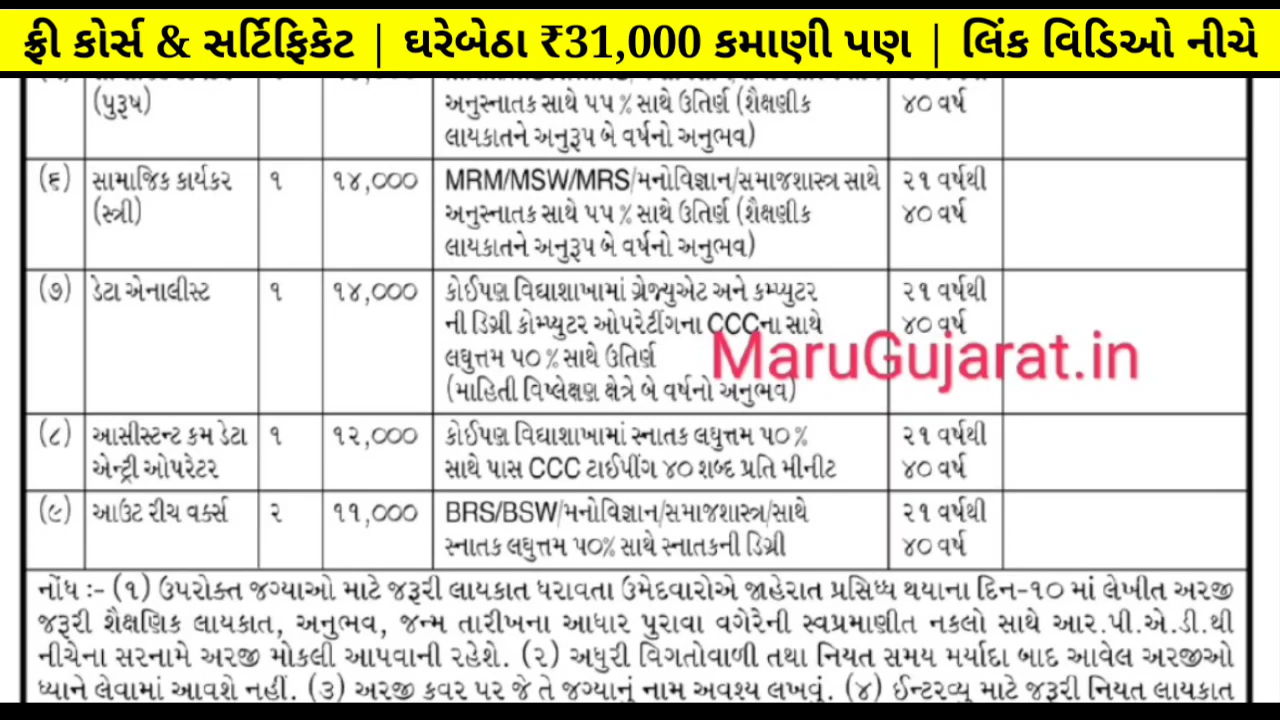 ફ્રી કોર્સ & સર્ટિફિકેટ | ઘરેબેઠા ₹31,000 કમાણી પણ | લિંક વિડિઓ નીચે
(પુરૂષ) અનુસ્નાતક સાથે ૫૫ % સાથે ઉતિર્ણ (શૈક્ષણીક ૪૦ વર્ષ
લાયકાતને અનુરૂપ બે વર્ષનો અનુભવ)
(૬) સામાજિક કાર્યકર ૧ ૧૪,૦૦૦ MRM/MSW/MRS/મનોવિજ્ઞાન/સમાજશાસ્ત્ર સાથે ૨૧ વર્ષથી
(સ્ત્રી) અનુસ્નાતક સાથે ૫૫ % સાથે ઉતિર્ણ (શૈક્ષણીક ૪૦ વર્ષ
લાયકાતને અનુરૂપ બે વર્ષનો અનુભવ)
(૭) ડેટા એનાલીસ્ટ ૧ ૧૪,૦૦૦ કોઈપણ વિદ્યાશાખામાં ગ્રેજ્યુએટ અને કમ્પ્યુટર ૨૧ વર્ષથી
ની ડિગ્રી કોમ્પ્યુટર ઓપરેટીંગના CCCના સાથે ૪૦ વર્ષ
લઘુત્તમ ૫૦ % સાથે ઉતિર્ણ
MaruGujarat.in
(માહિતી વિષ્લેક્ષણ ક્ષેત્રે બે વર્ષનો અનુભવ)
(૮) આસીસ્ટન્ટ કમ ડેટા ૧ ૧૨,૦૦૦ કોઈપણ વિદ્યાશાખામાં સ્નાતક લઘુત્તમ ૫૦ % ૨૧ વર્ષથી
એન્ટ્રી ઓપરેટર સાથે પાસ CCC ટાઈપીંગ ૪૦ શબ્દ પ્રતિ મીનીટ ૪૦ વર્ષ
(૯) આઉટ રીચ વર્ક્સ ૨ ૧૧,૦૦૦ BRS/BSW/મનોવિજ્ઞાન/સમાજશાસ્ત્ર/સાથે ૨૧ વર્ષથી
સ્નાતક લઘુત્તમ ૫૦% સાથે સ્નાતકની ડિગ્રી ૪૦ વર્ષ
નોંધ :- (૧) ઉપરોક્ત જગ્યાઓ માટે જરૂરી લાયકાત ધરાવતા ઉમેદવારોએ જાહેરાત પ્રસિધ્ધ થયાના દિન-૧૦ માં લેખીત અરજી
જરૂરી શૈક્ષણિક લાયકાત, અનુભવ, જન્મ તારીખના આધાર પુરાવા વગેરેની સ્વપ્રમાણીત નકલો સાથે આર.પી.એ.ડી.થી
નીચેના સરનામે અરજી મોકલી આપવાની રહેશે. (૨) અધુરી વિગતોવાળી તથા નિયત સમય મર્યાદા બાદ આવેલ અરજીઓ
ધ્યાને લેવામાં આવશે નહીં. (૩) અરજી કવર પર જે તે જગ્યાનું નામ અવશ્ય લખવું. (૪) ઈન્ટરવ્યુ માટે જરૂરી નિયત લાયકાત